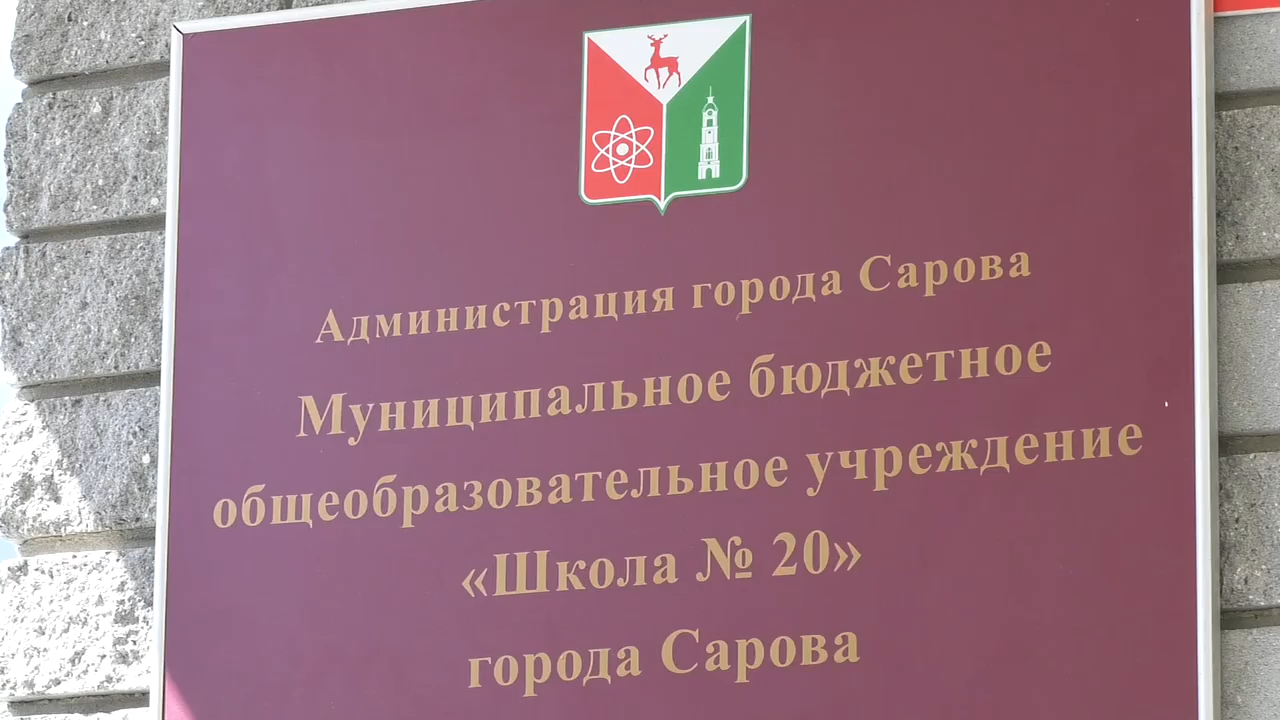 Администрация города Сарова
Муниципальное бюджетное
общеобразовательное учреждение
«Школа № 20»
города Сарова